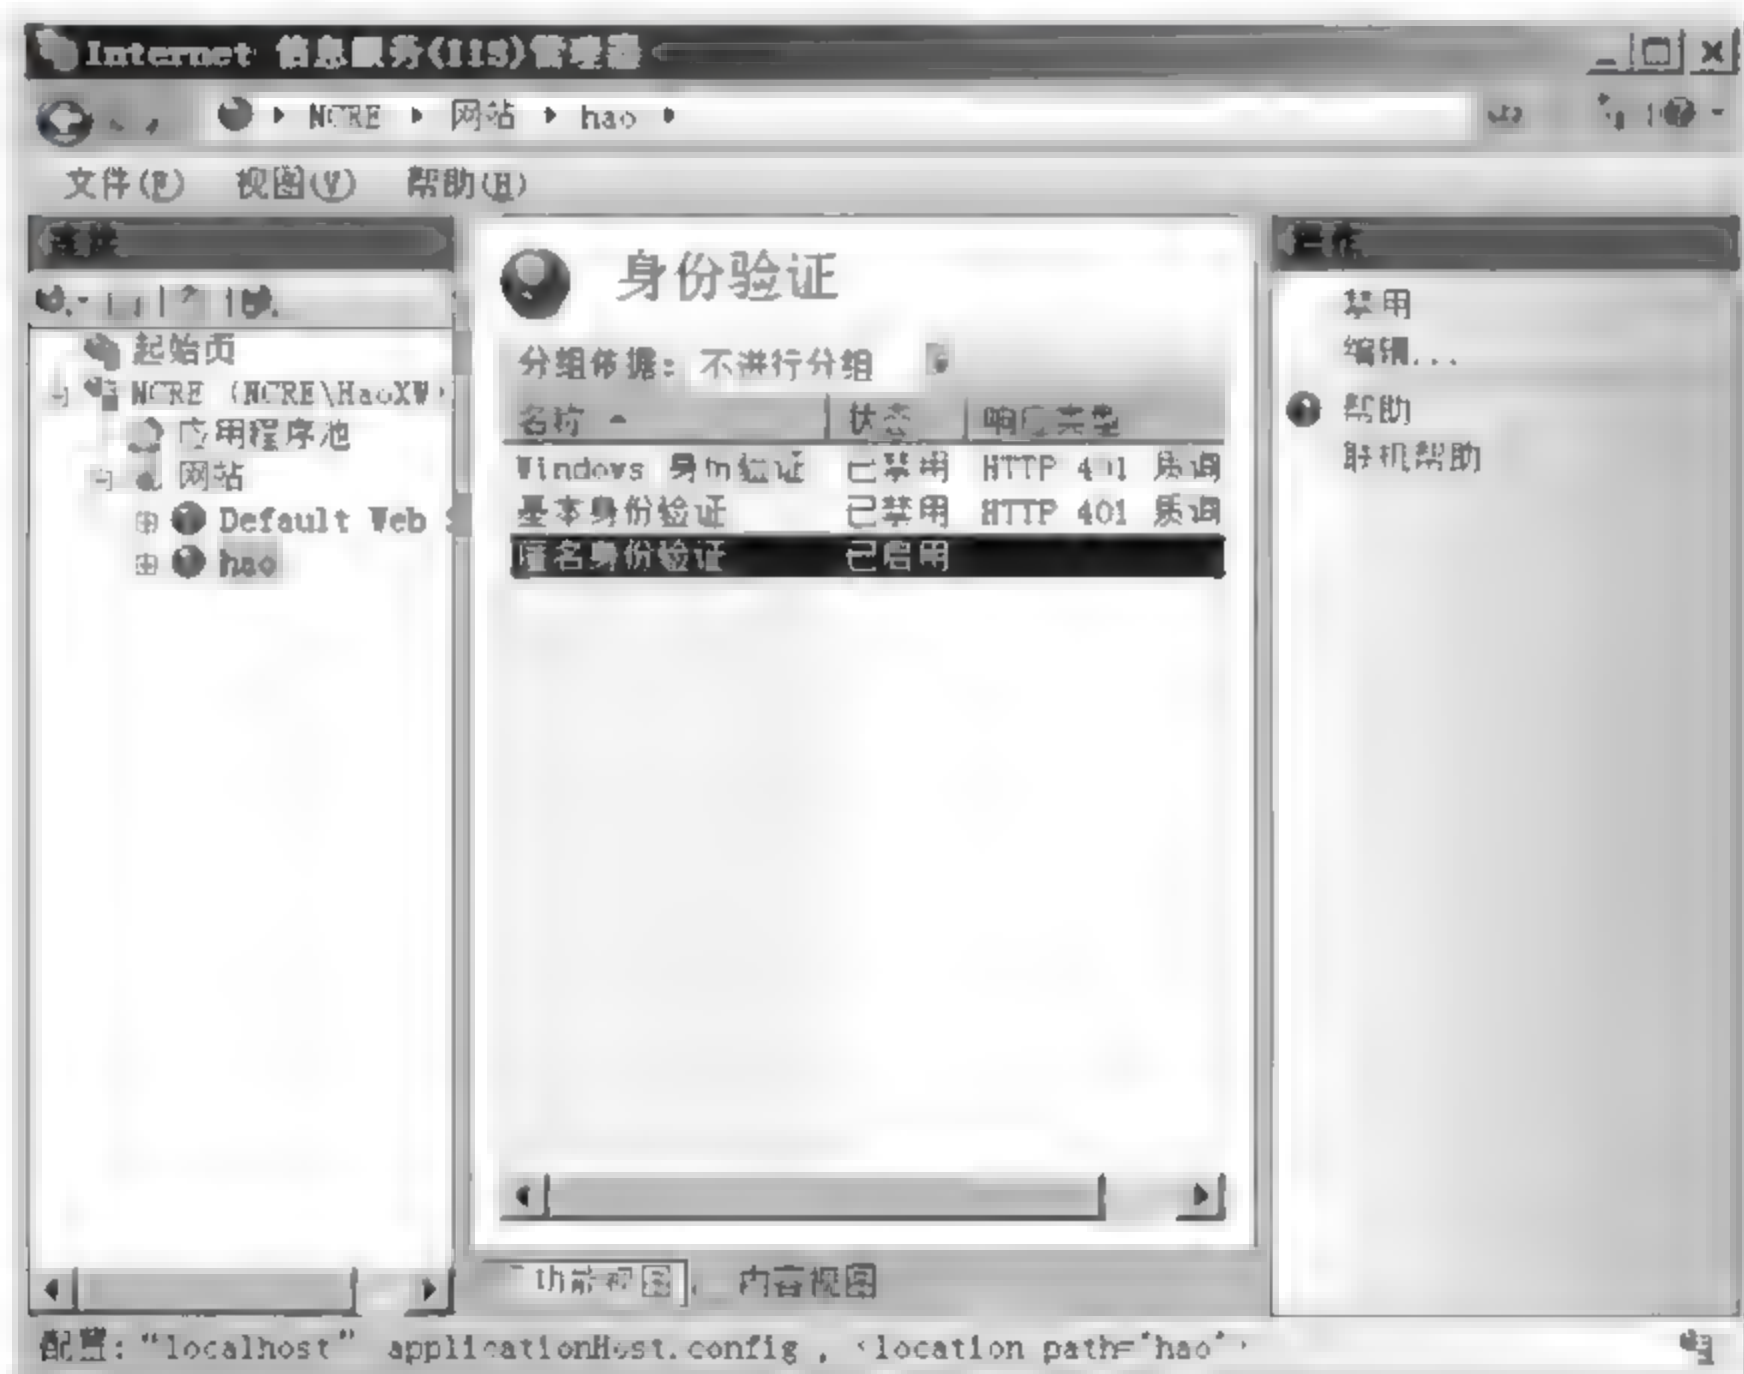 Internet 信息服务(IIS)管理器
NCRE 网站 hao
文件(F) 视图(V) 帮助(H)
起始页
NCRE (NCRE\HaoXW
应用程序池
网站
Default Web S
hao
身份验证
分组依据: 不进行分组
名称 状态 响应类型
Windows 身份验证 已禁用 HTTP 401 质询
基本身份验证 已禁用 HTTP 401 质询
匿名身份验证 已启用
功能视图 内容视图
禁用
编辑...
帮助
联机帮助
配置: "localhost" applicationHost.config , <location path="hao">